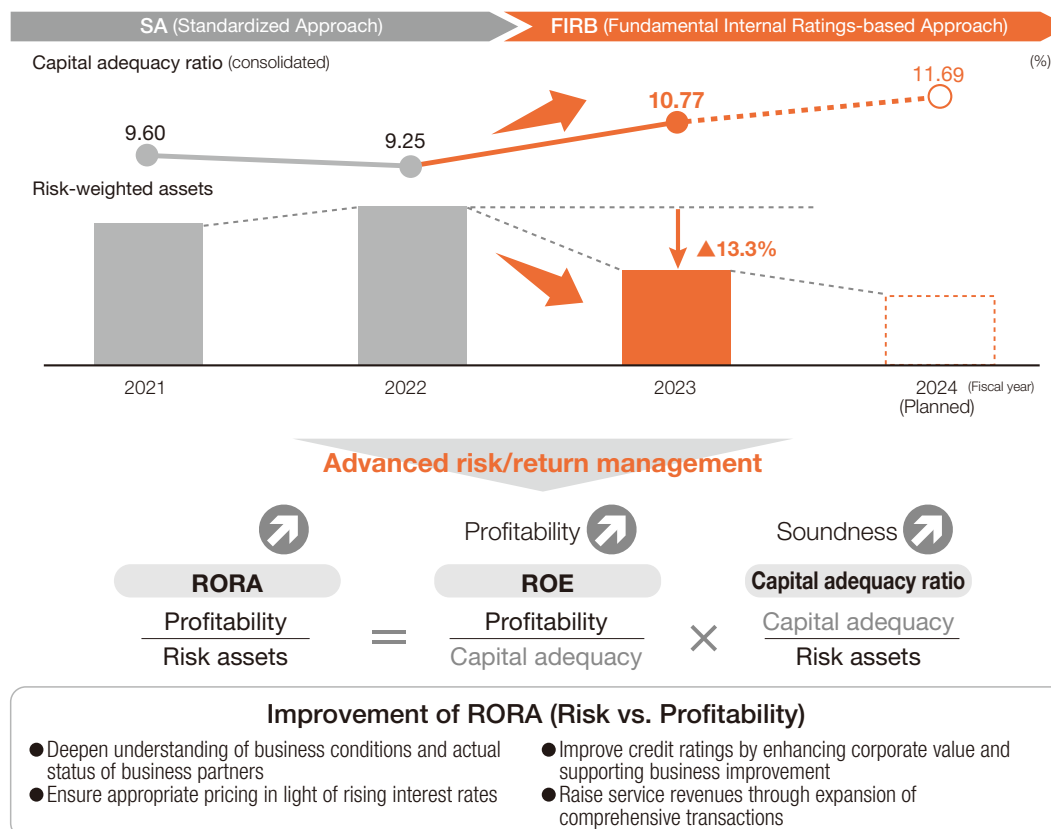 SA (Standardized Approach)
FIRB (Fundamental Internal Ratings-based Approach)
Capital adequacy ratio (consolidated)
(%)
9.60
9.25
10.77
11.69
Risk-weighted assets
▲13.3%
2021
2022
2023
2024 (Fiscal year)
(Planned)
Advanced risk/return management
Profitability
Soundness
RORA
ROE
Capital adequacy ratio
Profitability
Risk assets
=
Profitability
Capital adequacy
×
Capital adequacy
Risk assets
Improvement of RORA (Risk vs. Profitability)
● Deepen understanding of business conditions and actual
status of business partners
● Ensure appropriate pricing in light of rising interest rates
● Improve credit ratings by enhancing corporate value and
supporting business improvement
● Raise service revenues through expansion of
comprehensive transactions